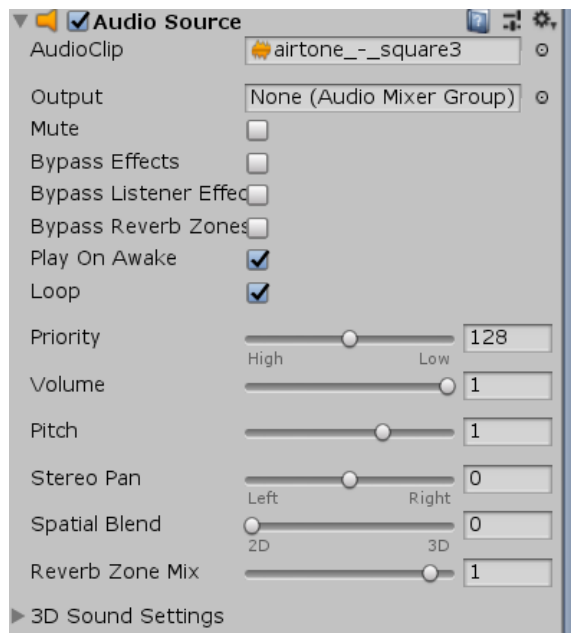 Audio Source
AudioClip airtone_-_square3
Output None (Audio Mixer Group)
Mute
Bypass Effects
Bypass Listener Effec
Bypass Reverb Zones
Play On Awake
Loop
Priority 128
High Low
Volume 1
Pitch 1
Stereo Pan 0
Left Right
Spatial Blend 0
2D 3D
Reverb Zone Mix 1
3D Sound Settings